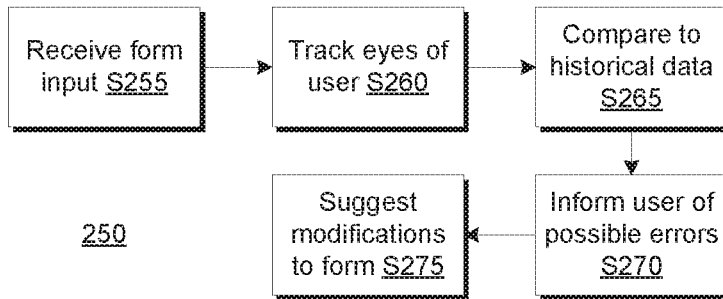 Receive form
input S255
Track eyes of
user S260
Compare to
historical data
S265
Inform user of
possible errors
S270
Suggest
modifications
to form S275
250